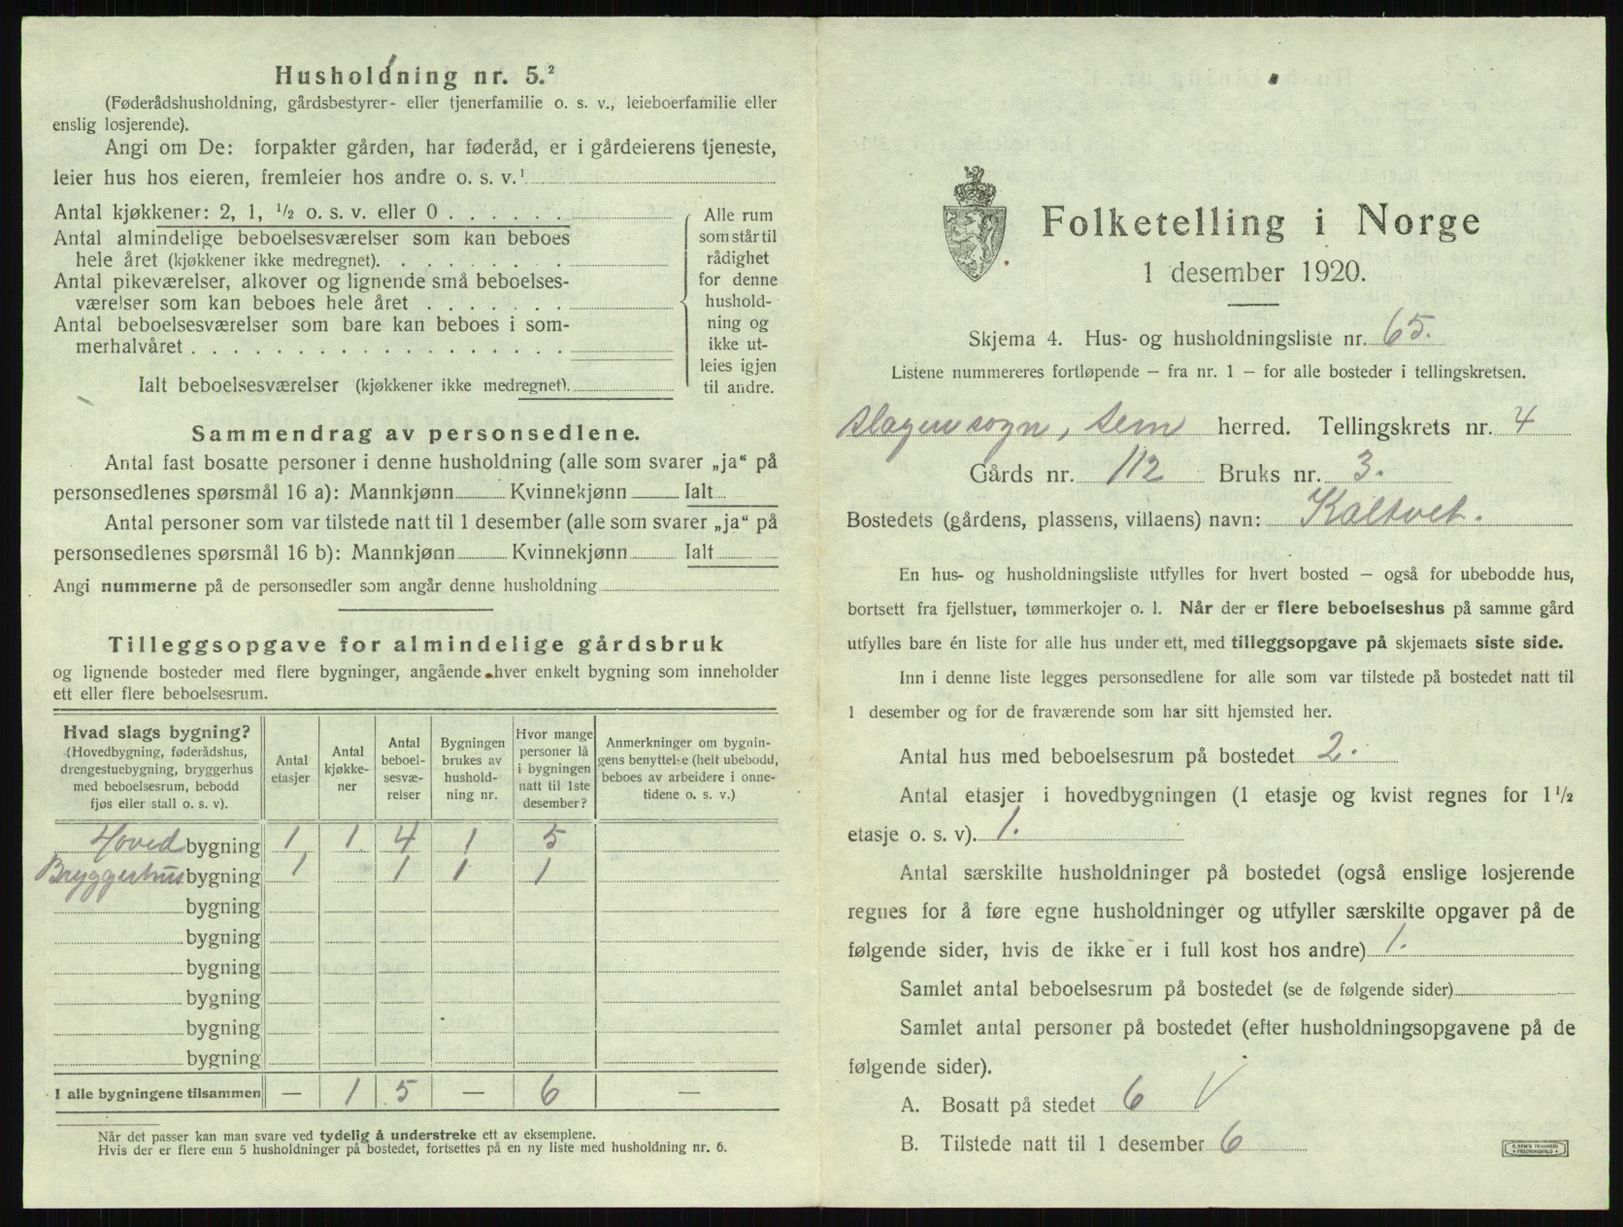 Husholdning nr. 5.²
(Føderådshusholdning, gårdsbestyrer- eller tjenerfamilie o. s. v., leieboerfamilie eller
enslig losjerende).
Angi om De: forpakter gården, har føderåd, er i gårdeierens tjeneste,
leier hus hos eieren, fremleier hos andre o. s. v.¹
Antal kjøkkener: 2, 1, ½ o. s. v. eller 0 . . . . . .
Antal almindelige beboelsesværelser som kan beboes
hele året (kjøkkener ikke medregnet). . . . . . . . .
Antal pikeværelser, alkover og lignende små beboelses-
værelser som kan beboes hele året . . . . . . .
Antal beboelsesværelser som bare kan beboes i som-
merhalvåret . . . . . . . . . . . . . . . . . .
Ialt beboelsesværelser (kjøkkener ikke medregnet).
Alle rum
som står til
rådighet
for denne
hushold-
ning og
ikke ut-
leies igjen
til andre.
Sammendrag av personsedlene.
Antal fast bosatte personer i denne husholdning (alle som svarer „ja“ på
personsedlenes spørsmål 16 a): Mannkjønn Kvinnekjønn Ialt
Antal personer som var tilstede natt til 1 desember (alle som svarer „ja“ på
personsedlenes spørsmål 16 b): Mannkjønn Kvinnekjønn Ialt
Angi nummerne på de personsedler som angår denne husholdning
Tilleggsopgave for almindelige gårdsbruk
og lignende bosteder med flere bygninger, angående hver enkelt bygning som inneholder
ett eller flere beboelsesrum.
Hvad slags bygning?
(Hovedbygning, føderådshus,
drengestuebygning, bryggerhus
med beboelsesrum, bebodd
fjøs eller stall o. s. v).
Antal
etasjer
Antal
kjøkke-
ner
Antal
beboel-
sesvæ-
relser
Bygningen
brukes av
hushold-
ning nr.
Hvor mange
personer lå
i bygningen
natt til 1ste
desember?
Anmerkninger om bygnin-
gens benyttelse (helt ubebodd,
beboes av arbeidere i onne-
tidene o. s. v.)
Hoved bygning 1 1 4 1 5
Bryggerhus bygning 1 1 1 1
bygning
bygning
bygning
bygning
bygning
bygning
I alle bygningene tilsammen — 1 5 — 6 —
Når det passer kan man svare ved tydelig å understreke ett av eksemplene.
Hvis der er flere enn 5 husholdninger på bostedet, fortsettes på en ny liste med husholdning nr. 6.
Folketelling i Norge
1 desember 1920.
Skjema 4. Hus- og husholdningsliste nr. 65.
Listene nummereres fortløpende — fra nr. 1 — for alle bosteder i tellingskretsen.
Slagen sogn, Sem herred. Tellingskrets nr. 4
Gårds nr. 112 Bruks nr. 3.
Bostedets (gårdens, plassens, villaens) navn: Kaltvet.
En hus- og husholdningsliste utfylles for hvert bosted — også for ubebodde hus,
bortsett fra fjellstuer, tømmerkojer o. l. Når der er flere beboelseshus på samme gård
utfylles bare én liste for alle hus under ett, med tilleggsopgave på skjemaets siste side.
Inn i denne liste legges personsedlene for alle som var tilstede på bostedet natt til
1 desember og for de fraværende som har sitt hjemsted her.
Antal hus med beboelsesrum på bostedet 2.
Antal etasjer i hovedbygningen (1 etasje og kvist regnes for 1½
etasje o. s. v). 1.
Antal særskilte husholdninger på bostedet (også enslige losjerende
regnes for å føre egne husholdninger og utfyller særskilte opgaver på de
følgende sider, hvis de ikke er i full kost hos andre) 1.
Samlet antal beboelsesrum på bostedet (se de følgende sider)
Samlet antal personer på bostedet (efter husholdningsopgavene på de
følgende sider).
A. Bosatt på stedet 6 V
B. Tilstede natt til 1 desember 6